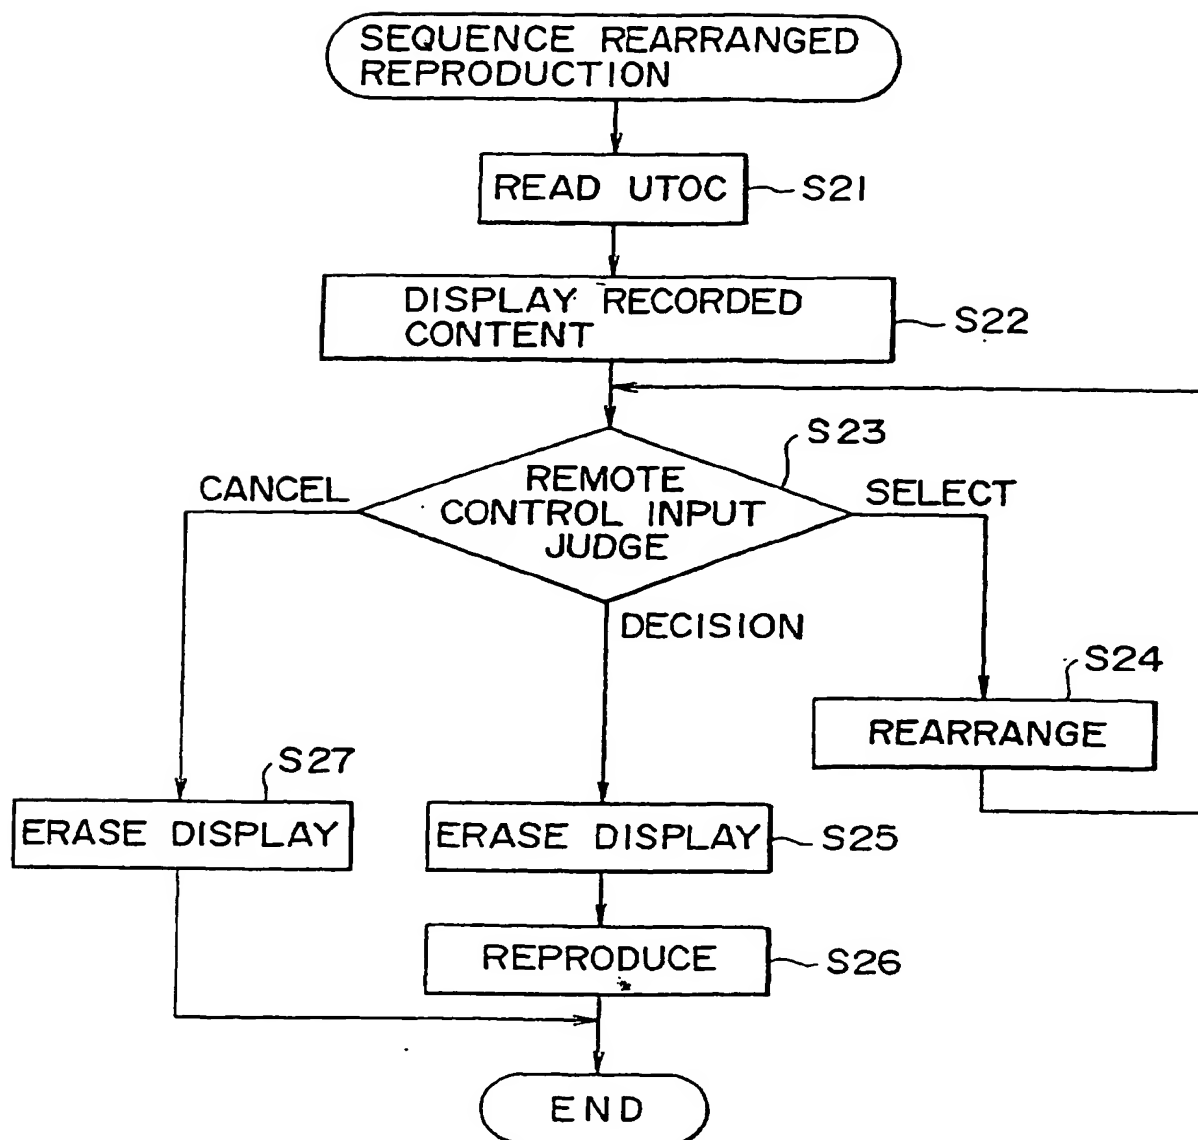 SEQUENCE REARRANGED
REPRODUCTION
READ UTOC
S21
DISPLAY RECORDED
CONTENT
S22
S23
REMOTE
CONTROL INPUT
JUDGE
CANCEL
SELECT
DECISION
S24
REARRANGE
S27
ERASE DISPLAY
ERASE DISPLAY
S25
REPRODUCE
S26
END